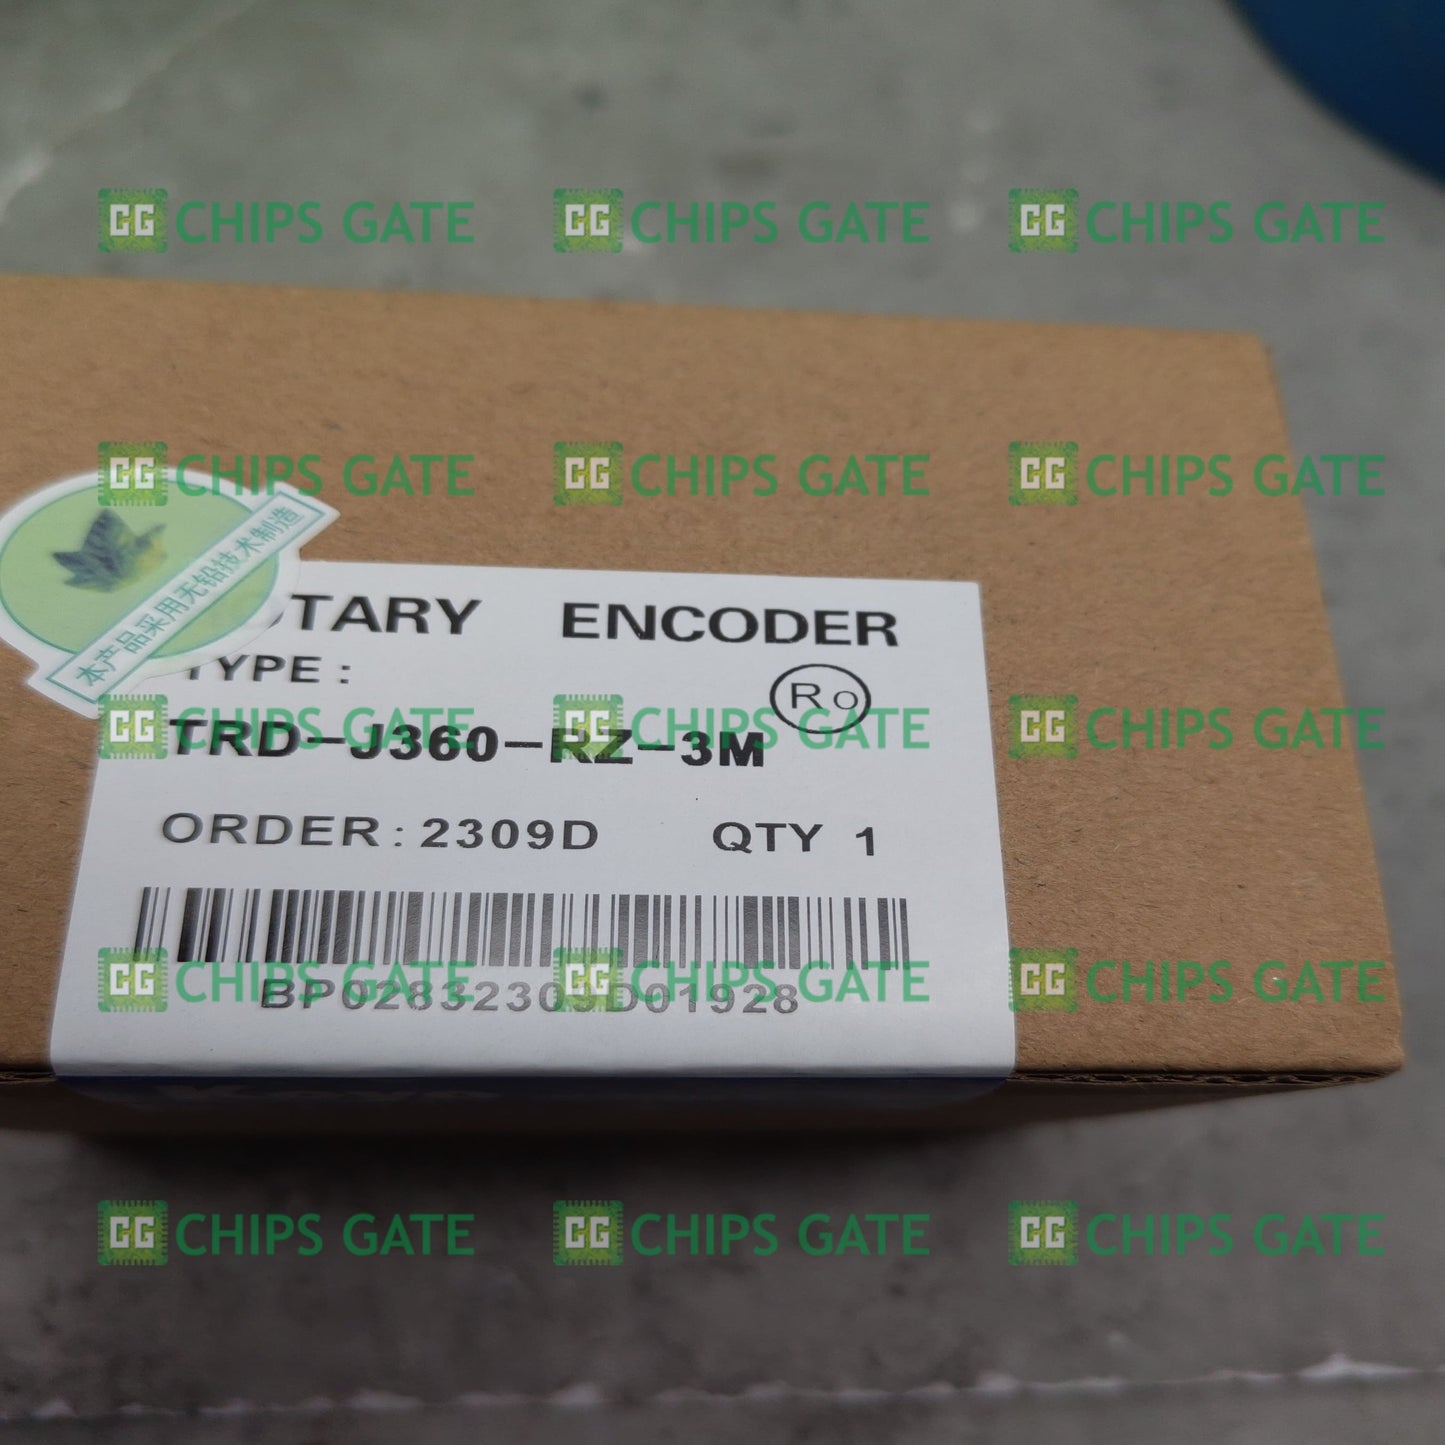 CG CHIPS GATE CG CHIPS GATE CG CHIPS GATE
CG CHIPS GATE CG CHIPS GATE CG CHIPS GATE
本产品采用无铅技术制造
TARY ENCODER
TYPE:
Ro
CG CHIPS GATE CG CHIPS GATE CG CHIPS GATE
TRD-J360-RZ-3M
ORDER:2309D QTY 1
CG CHIPS GATE CG CHIPS GATE CG CHIPS GATE
BP02832309D01928
CG CHIPS GATE CG CHIPS GATE CG CHIPS GATE